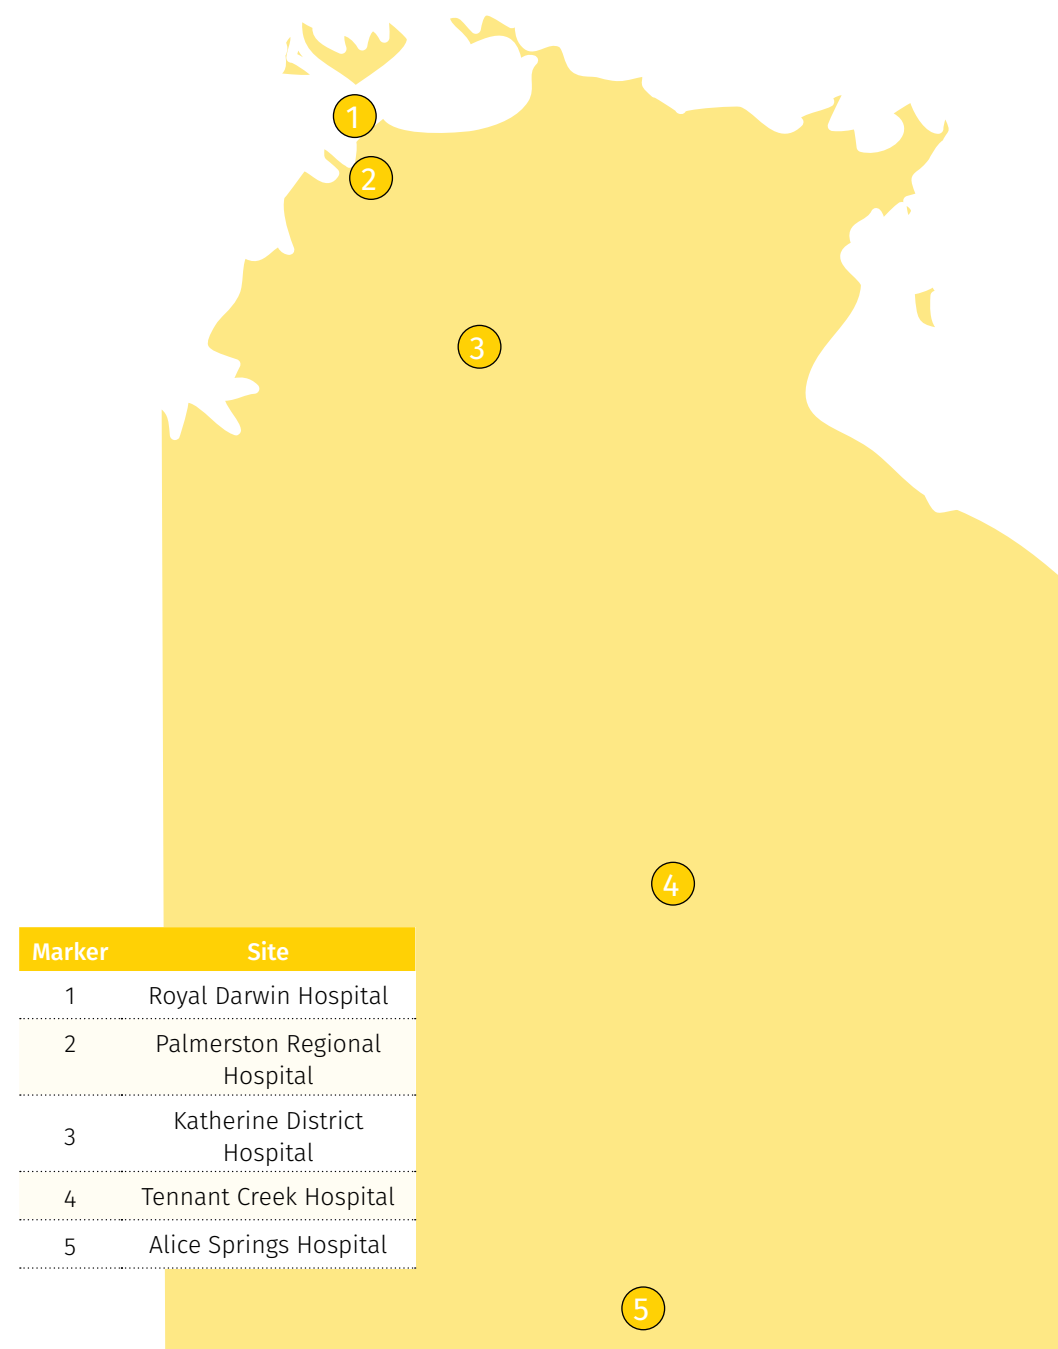 1
2
3
4
5
Marker Site
1 Royal Darwin Hospital
2 Palmerston Regional
Hospital
3 Katherine District
Hospital
4 Tennant Creek Hospital
5 Alice Springs Hospital